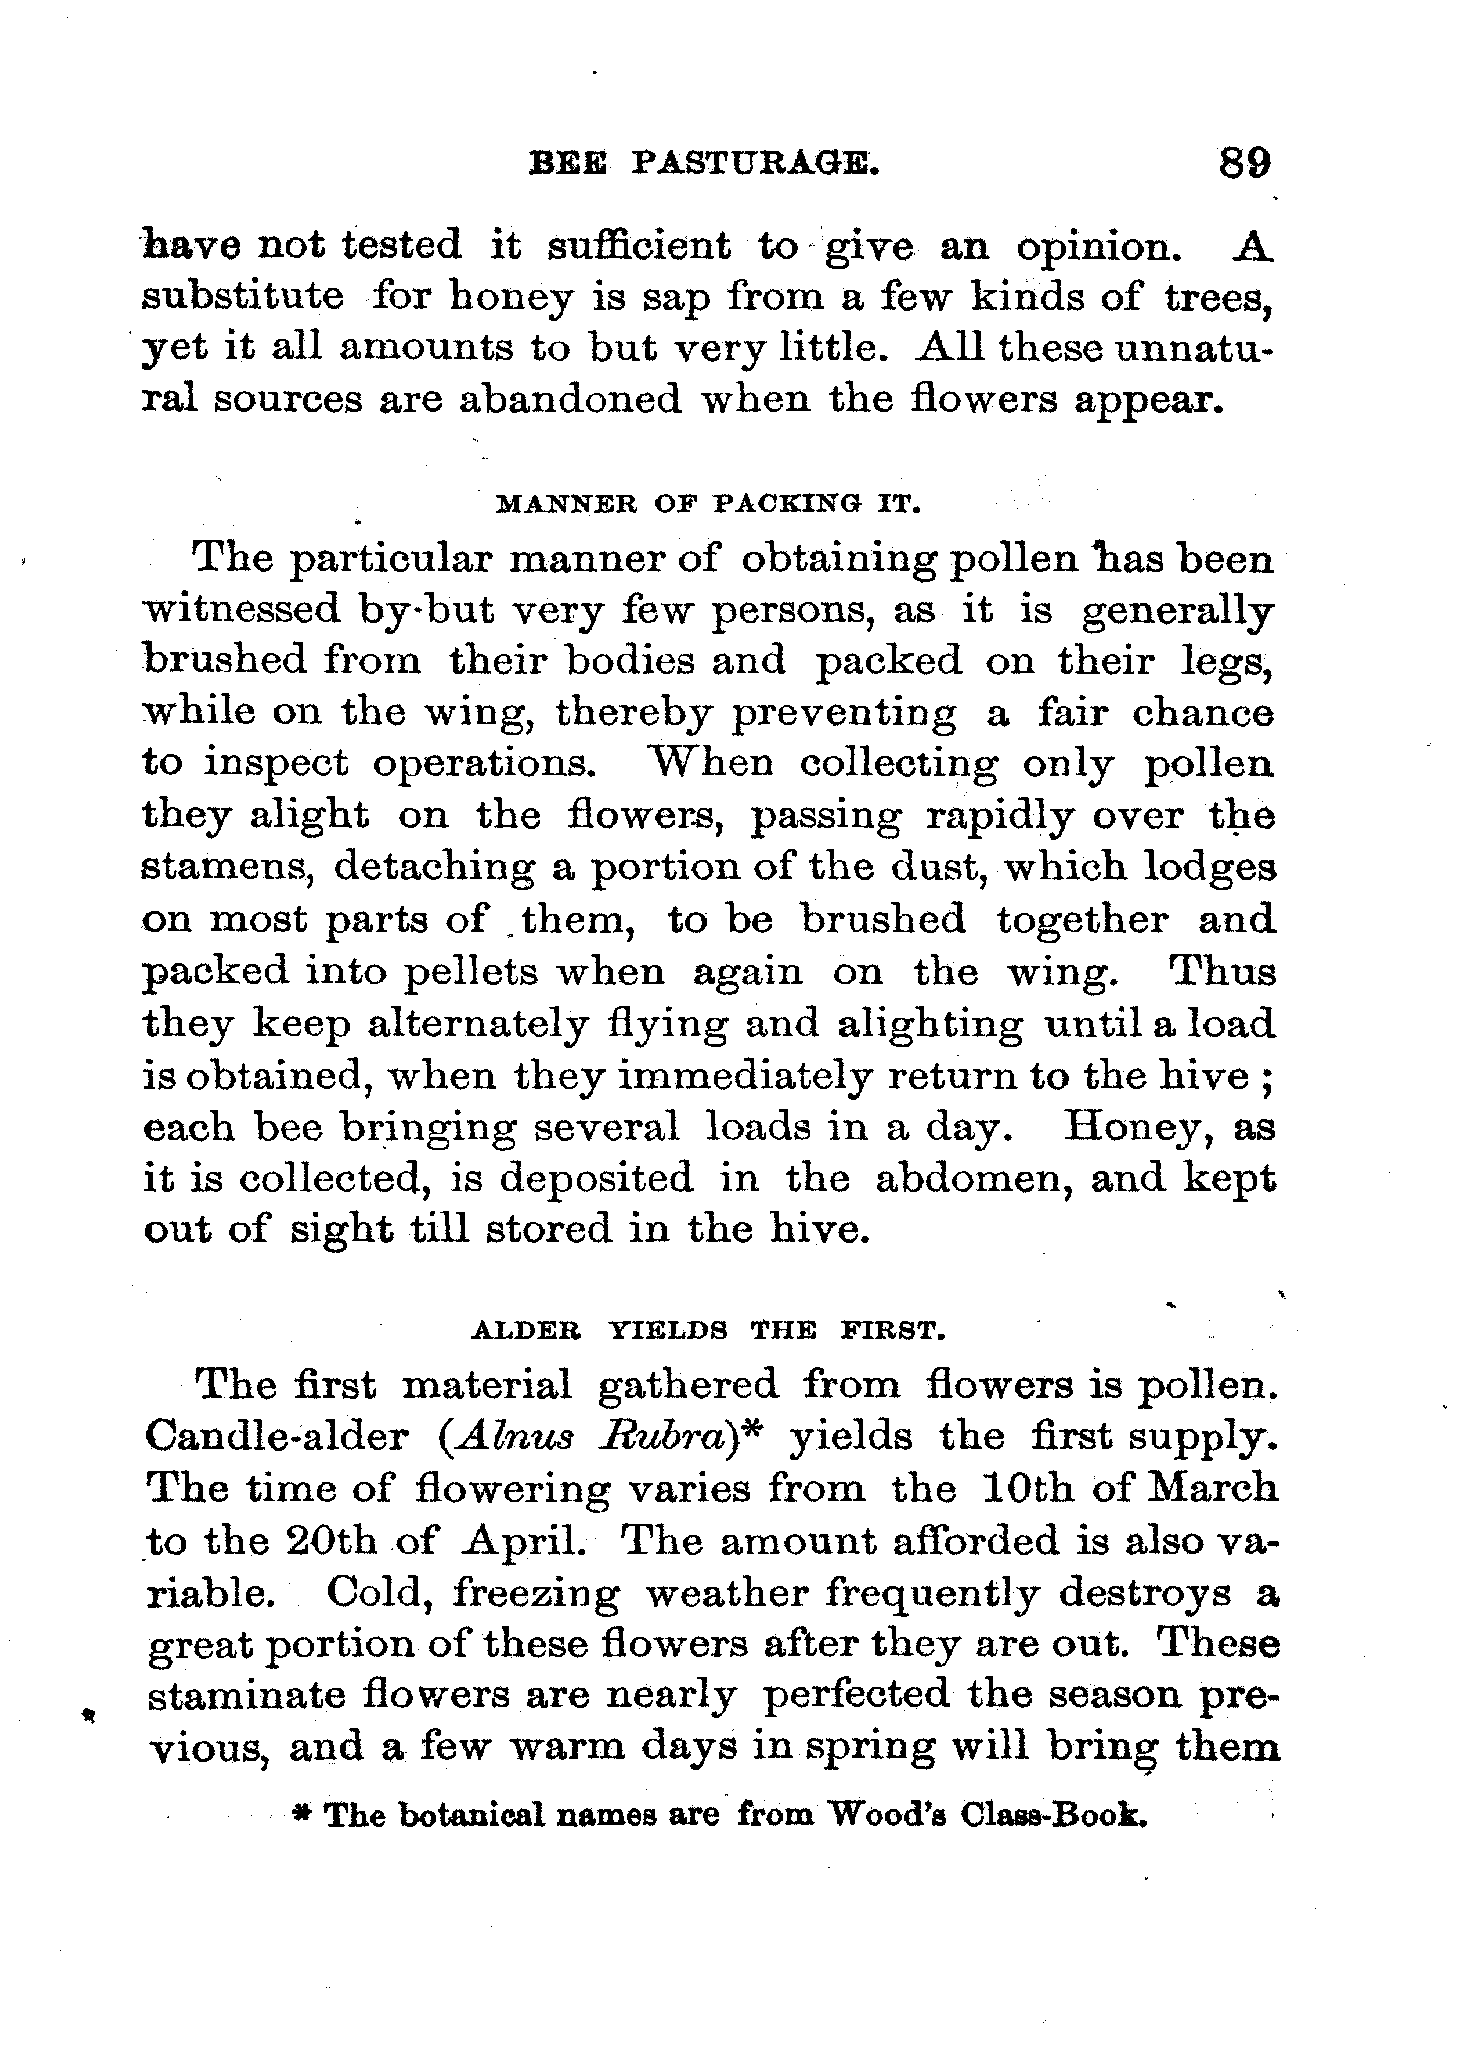 BEE PASTURAGE. 89
have not tested it sufficient to give an opinion. A
substitute for honey is sap from a few kinds of trees,
yet it all amounts to but very little. All these unnatu-
ral sources are abandoned when the flowers appear.
MANNER OF PACKING IT.
The particular manner of obtaining pollen has been
witnessed by but very few persons, as it is generally
brushed from their bodies and packed on their legs,
while on the wing, thereby preventing a fair chance
to inspect operations. When collecting only pollen
they alight on the flowers, passing rapidly over the
stamens, detaching a portion of the dust, which lodges
on most parts of them, to be brushed together and
packed into pellets when again on the wing. Thus
they keep alternately flying and alighting until a load
is obtained, when they immediately return to the hive ;
each bee bringing several loads in a day. Honey, as
it is collected, is deposited in the abdomen, and kept
out of sight till stored in the hive.
ALDER YIELDS THE FIRST.
The first material gathered from flowers is pollen.
Candle-alder (Alnus Rubra)* yields the first supply.
The time of flowering varies from the 10th of March
to the 20th of April. The amount afforded is also va-
riable. Cold, freezing weather frequently destroys a
great portion of these flowers after they are out. These
staminate flowers are nearly perfected the season pre-
vious, and a few warm days in spring will bring them
* The botanical names are from Wood's Class-Book.